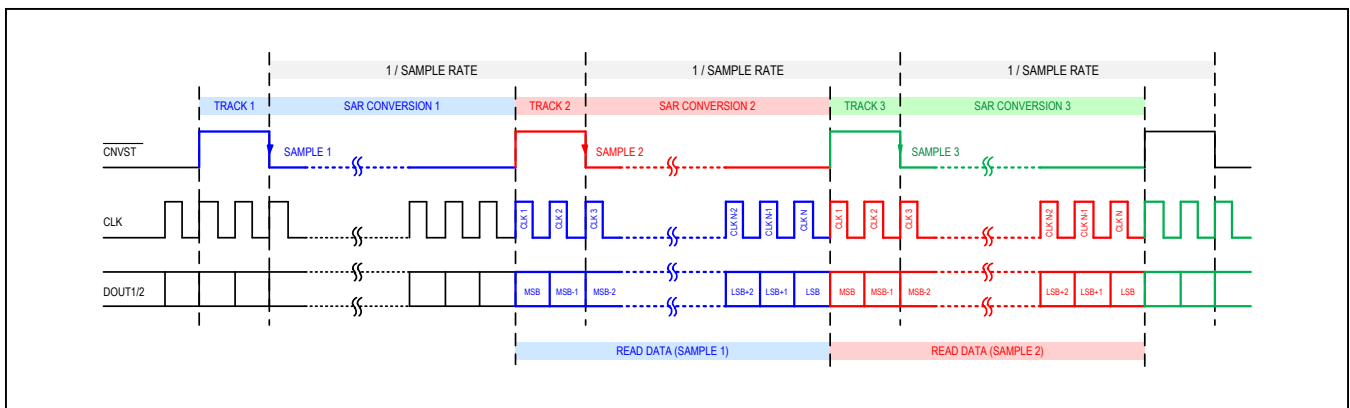 1 / SAMPLE RATE 1 / SAMPLE RATE 1 / SAMPLE RATE
TRACK 1 SAR CONVERSION 1 TRACK 2 SAR CONVERSION 2 TRACK 3 SAR CONVERSION 3
CNVST SAMPLE 1 SAMPLE 2 SAMPLE 3
CLK CLK 1 CLK 2 CLK 3 CLK N-2 CLK N-1 CLK N CLK 1 CLK 2 CLK 3 CLK N-2 CLK N-1 CLK N
DOUT1/2 MSB MSB-1 MSB-2 LSB+2 LSB+1 LSB MSB MSB-1 MSB-2 LSB+2 LSB+1 LSB
READ DATA (SAMPLE 1) READ DATA (SAMPLE 2)